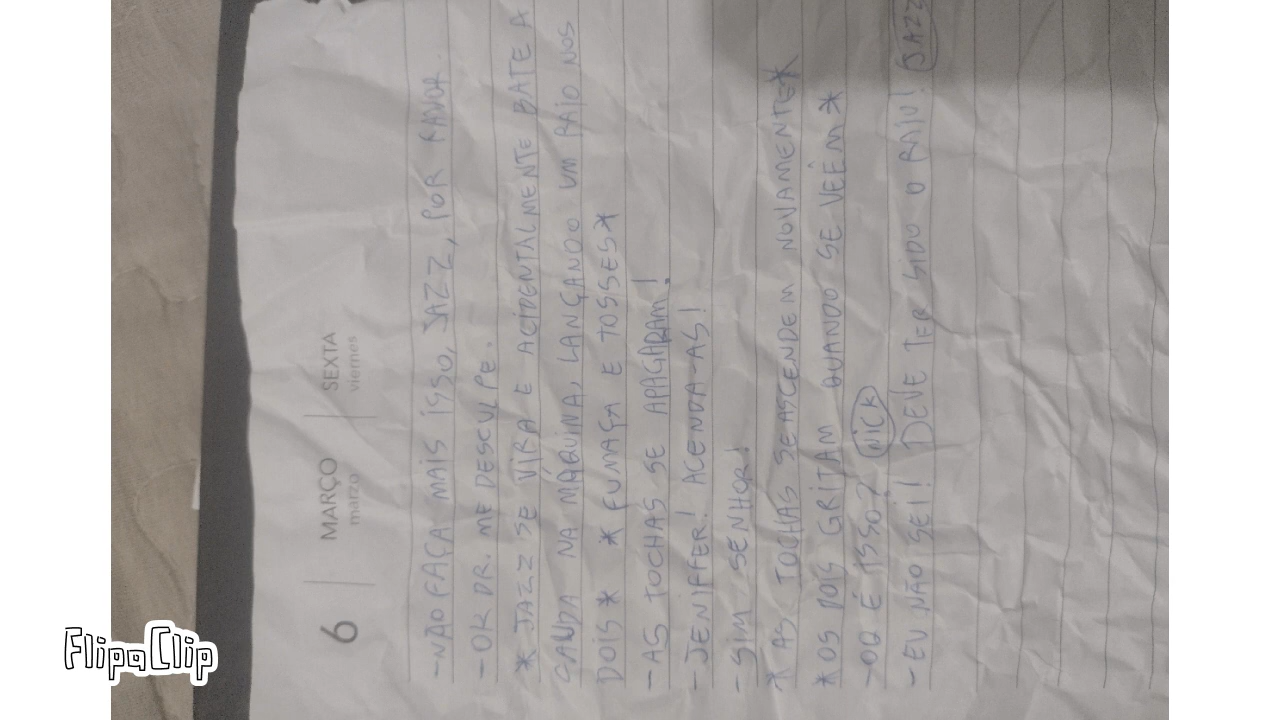 6 | MARÇO | SEXTA
marzo viernes
-NÃO FAÇA MAIS ISSO, JAZZ, POR FAVOR.
-OK DR. ME DESCULPE.
* JAZZ SE VIRA E ACIDENTALMENTE BATE A
CAUDA NA MÁQUINA, LANÇANDO UM RAIO NOS
DOIS* *FUMAÇA E TOSSES*
-AS TOCHAS SE APAGARAM!
-JENIFFER! ACENDA-AS!
-SIM SENHOR!
* AS TOCHAS SE ASCENDEM NOVAMENTE*
*OS DOIS GRITAM QUANDO SE VEÊM*
-OQ É ISSO? NICK
-EU NÃO SEI! DEVE TER SIDO O RAIO! JAZZ
FlipaClip